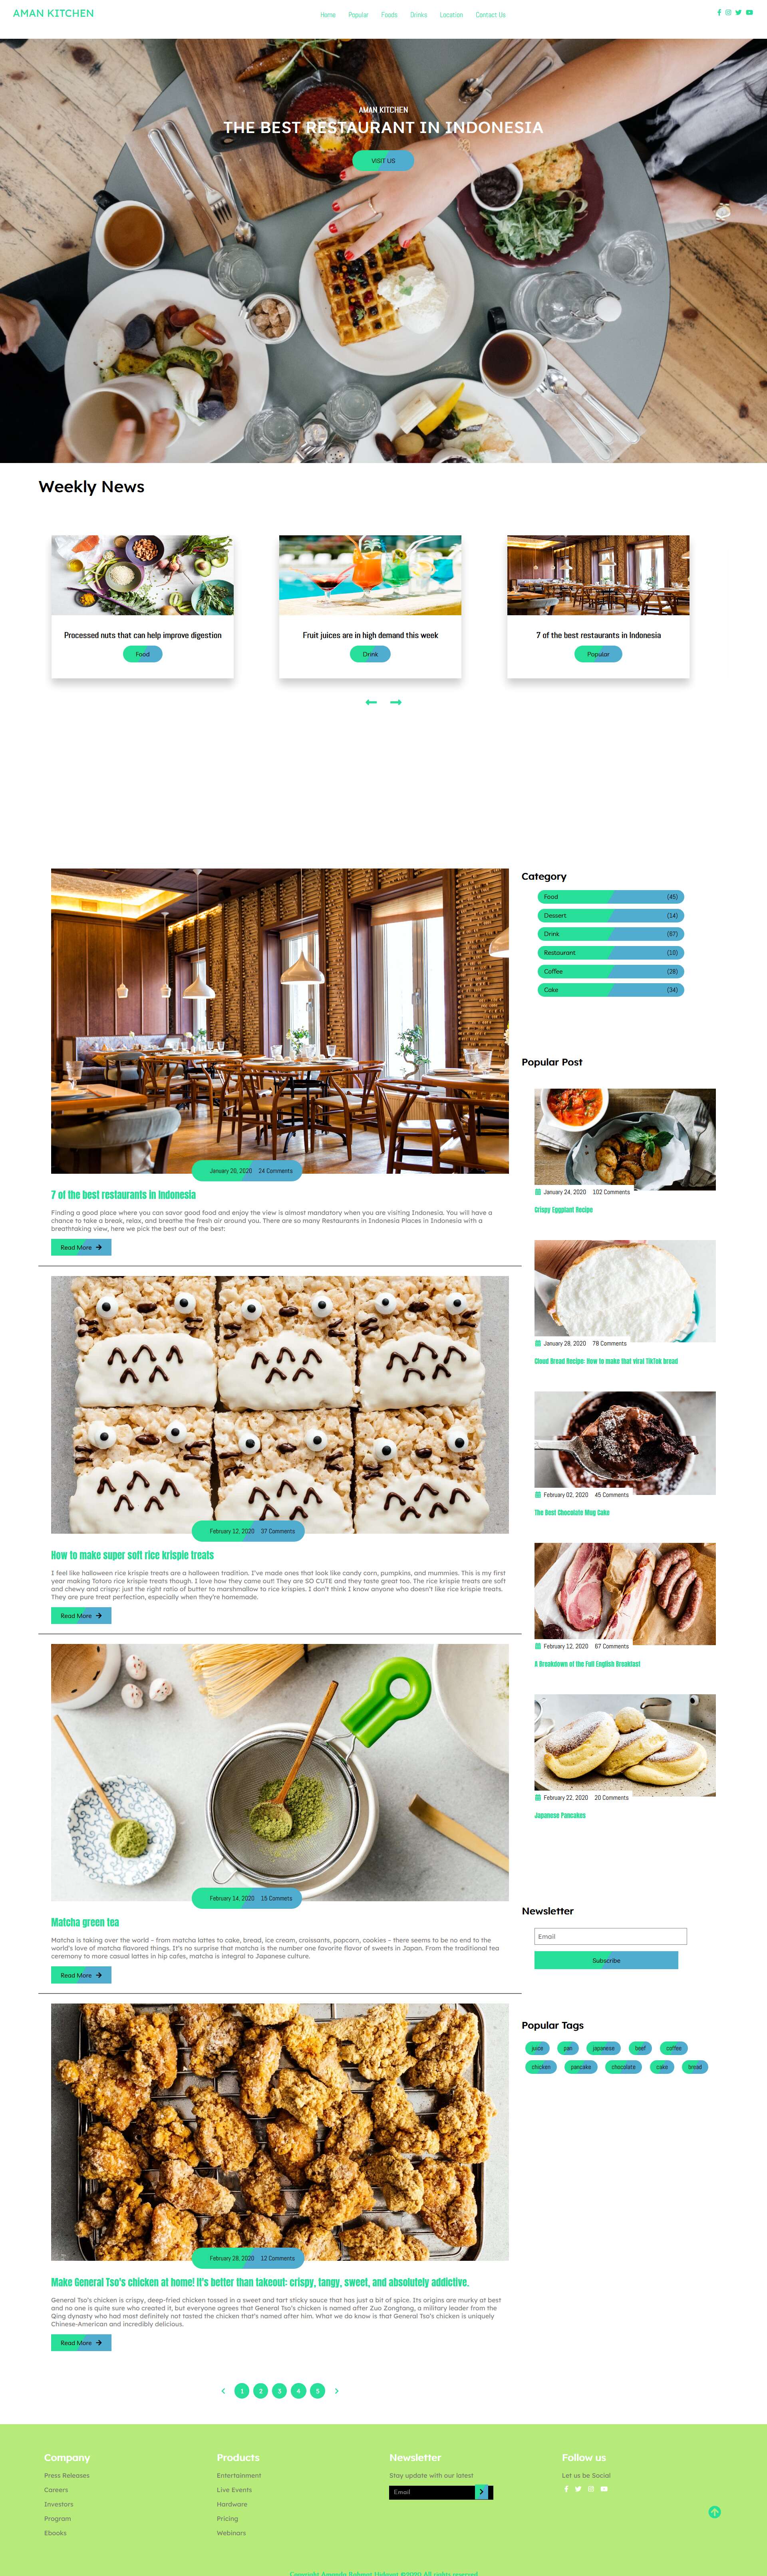 AMAN KITCHEN
Home Popular Foods Drinks Location Contact Us
AMAN KITCHEN
THE BEST RESTAURANT IN INDONESIA
VISIT US
Weekly News
Processed nuts that can help improve digestion
Food
Fruit juices are in high demand this week
Drink
7 of the best restaurants in Indonesia
Popular
January 20, 2020 24 Comments
7 of the best restaurants in Indonesia
Finding a good place where you can savor good food and enjoy the view is almost mandatory when you are visiting Indonesia. You will have a
chance to take a break, relax, and breathe the fresh air around you. There are so many Restaurants in Indonesia Places in Indonesia with a
breathtaking view, here we pick the best out of the best:
Read More
February 12, 2020 37 Comments
How to make super soft rice krispie treats
I feel like halloween rice krispie treats are a halloween tradition. I've made ones that look like candy corn, pumpkins, and mummies. This is my first
year making Totoro rice krispie treats though. I love how they came out! They are SO CUTE and they taste great too. The rice krispie treats are soft
and chewy and crispy: just the right ratio of butter to marshmallow to rice krispies. I don't think I know anyone who doesn't like rice krispie treats.
They are pure treat perfection, especially when they're homemade.
Read More
February 14, 2020 15 Commets
Matcha green tea
Matcha is taking over the world – from matcha lattes to cake, bread, ice cream, croissants, popcorn, cookies – there seems to be no end to the
world's love of matcha flavored things. It's no surprise that matcha is the number one favorite flavor of sweets in Japan. From the traditional tea
ceremony to more casual lattes in hip cafes, matcha is integral to Japanese culture.
Read More
February 28, 2020 12 Comments
Make General Tso's chicken at home! It's better than takeout: crispy, tangy, sweet, and absolutely addictive.
General Tso's chicken is crispy, deep-fried chicken tossed in a sweet and tart sticky sauce that has just a bit of spice. Its origins are murky at best
and no one is quite sure who created it, but everyone agrees that General Tso's chicken is named after Zuo Zongtang, a military leader from the
Qing dynasty who had most definitely not tasted the chicken that's named after him. What we do know is that General Tso's chicken is uniquely
Chinese-American and incredibly delicious.
Read More
1 2 3 4 5
Category
Food (45)
Dessert (14)
Drink (87)
Restaurant (10)
Coffee (28)
Cake (34)
Popular Post
January 24, 2020 102 Comments
Crispy Eggplant Recipe
January 28, 2020 78 Comments
Cloud Bread Recipe: How to make that viral TikTok bread
February 02, 2020 45 Comments
The Best Chocolate Mug Cake
February 12, 2020 67 Comments
A Breakdown of the Full English Breakfast
February 22, 2020 20 Comments
Japanese Pancakes
Newsletter
Email
Subscribe
Popular Tags
juice pan japanese beef coffee
chicken pancake chocolate cake bread
Company
Press Releases
Careers
Investors
Program
Ebooks
Products
Entertainment
Live Events
Hardware
Pricing
Webinars
Newsletter
Stay update with our latest
Email
Follow us
Let us be Social